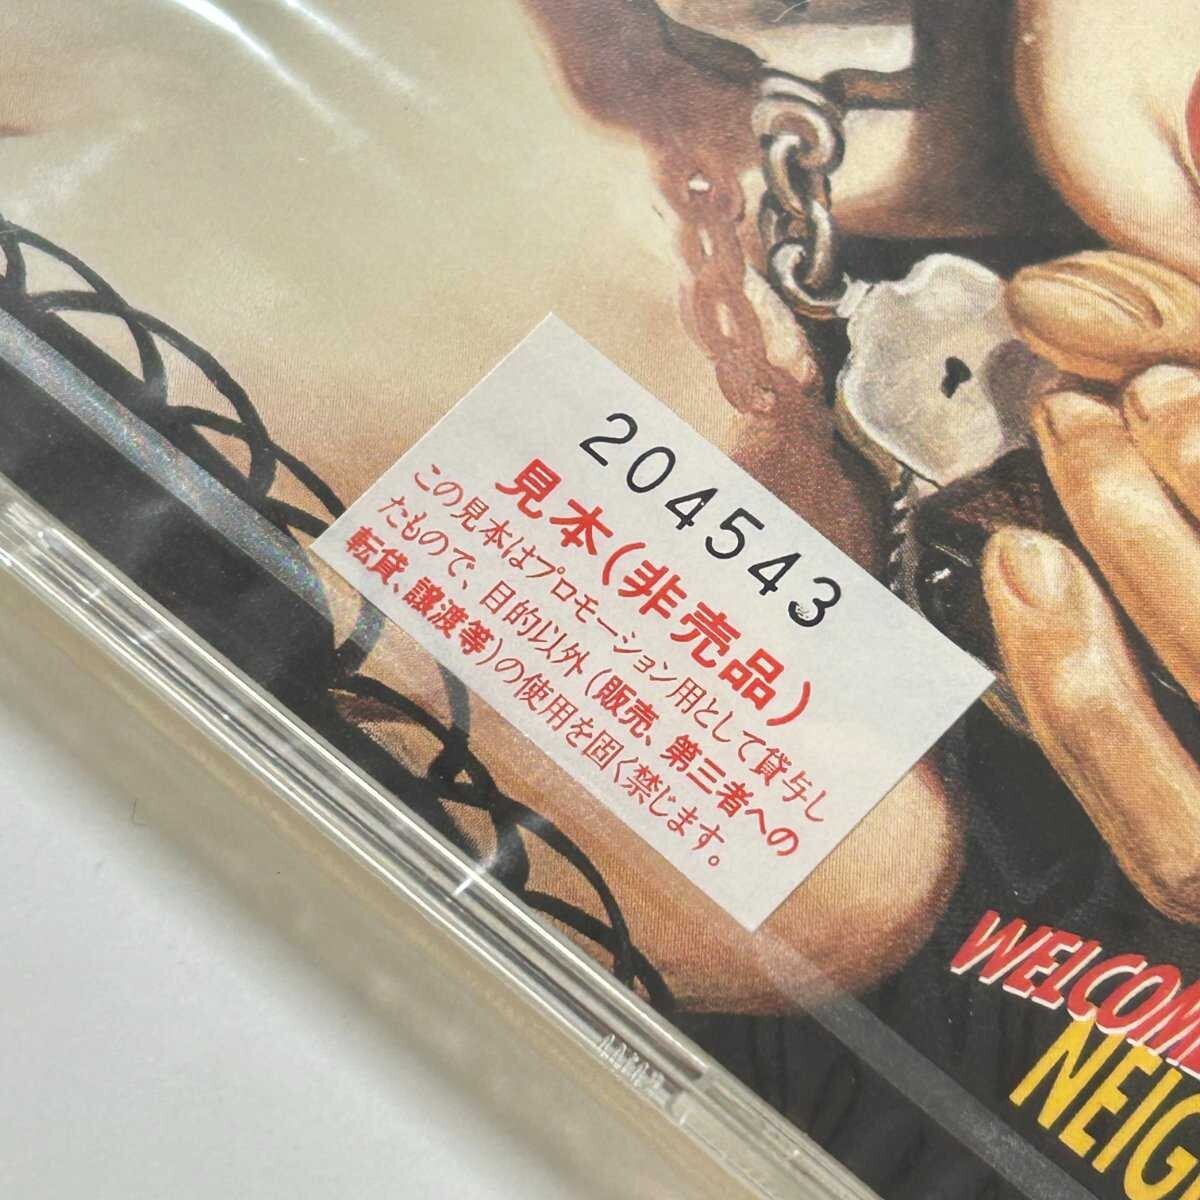 204543
見本(非売品)
この見本はプロモーション用として貸与し
たもので、目的以外(販売、第三者への
転貸、譲渡等)の使用を固く禁じます。
WELCOME
NEIG